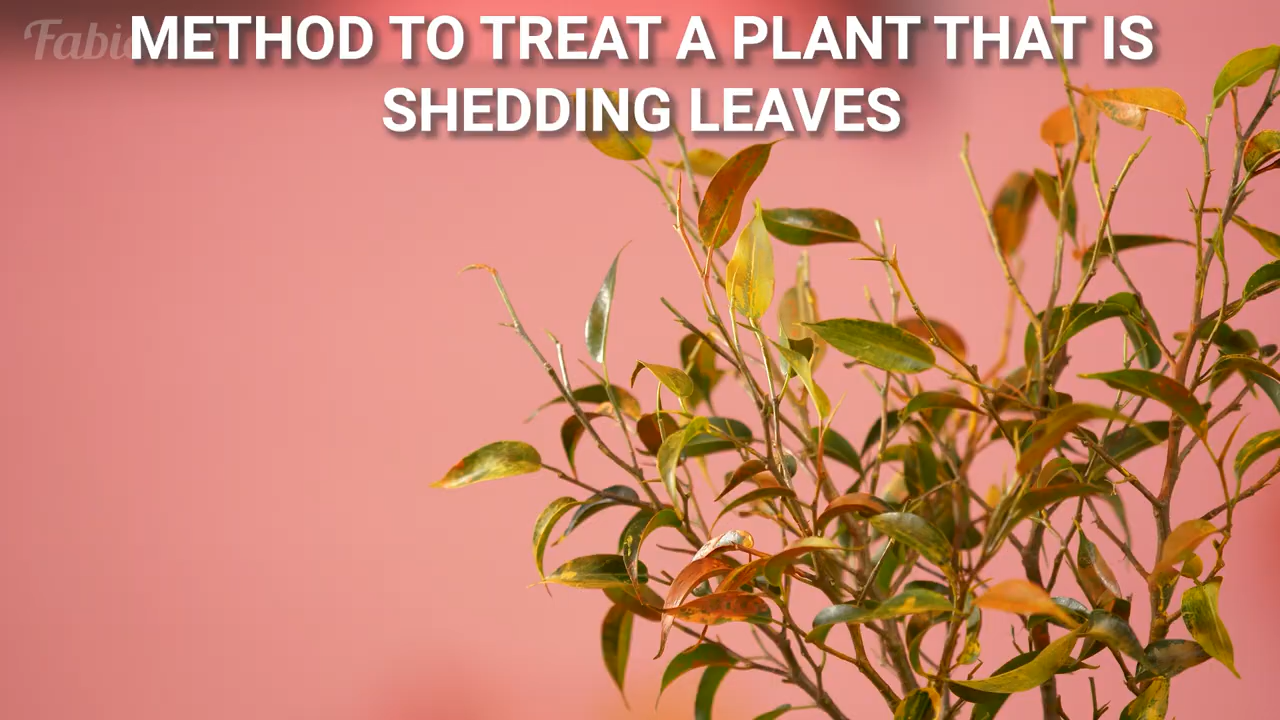 METHOD TO TREAT A PLANT THAT IS
SHEDDING LEAVES